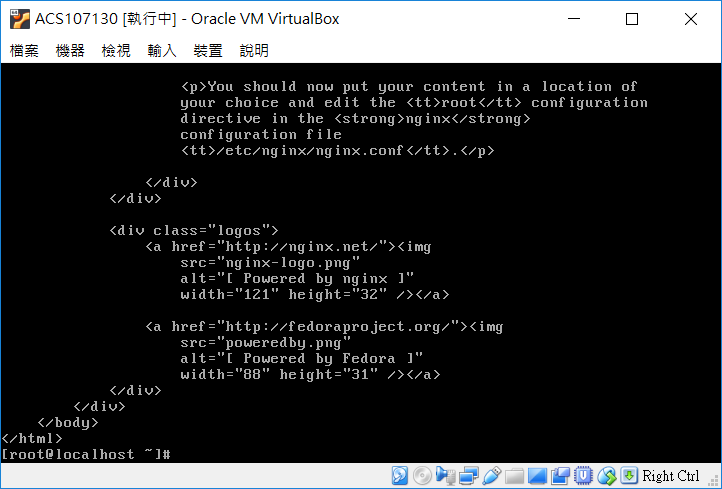 ACS107130 [執行中] - Oracle VM VirtualBox
檔案 機器 檢視 輸入 裝置 說明
<p>You should now put your content in a location of
your choice and edit the <tt>root</tt> configuration
directive in the <strong>nginx</strong>
configuration file
<tt>/etc/nginx/nginx.conf</tt>.</p>
</div>
</div>
<div class="logos">
<a href="http://nginx.net/"><img
src="nginx-logo.png"
alt="[ Powered by nginx ]"
width="121" height="32" /></a>
<a href="http://fedoraproject.org/"><img
src="poweredby.png"
alt="[ Powered by Fedora ]"
width="88" height="31" /></a>
</div>
</div>
</body>
</html>
[root@localhost ~]#
Right Ctrl